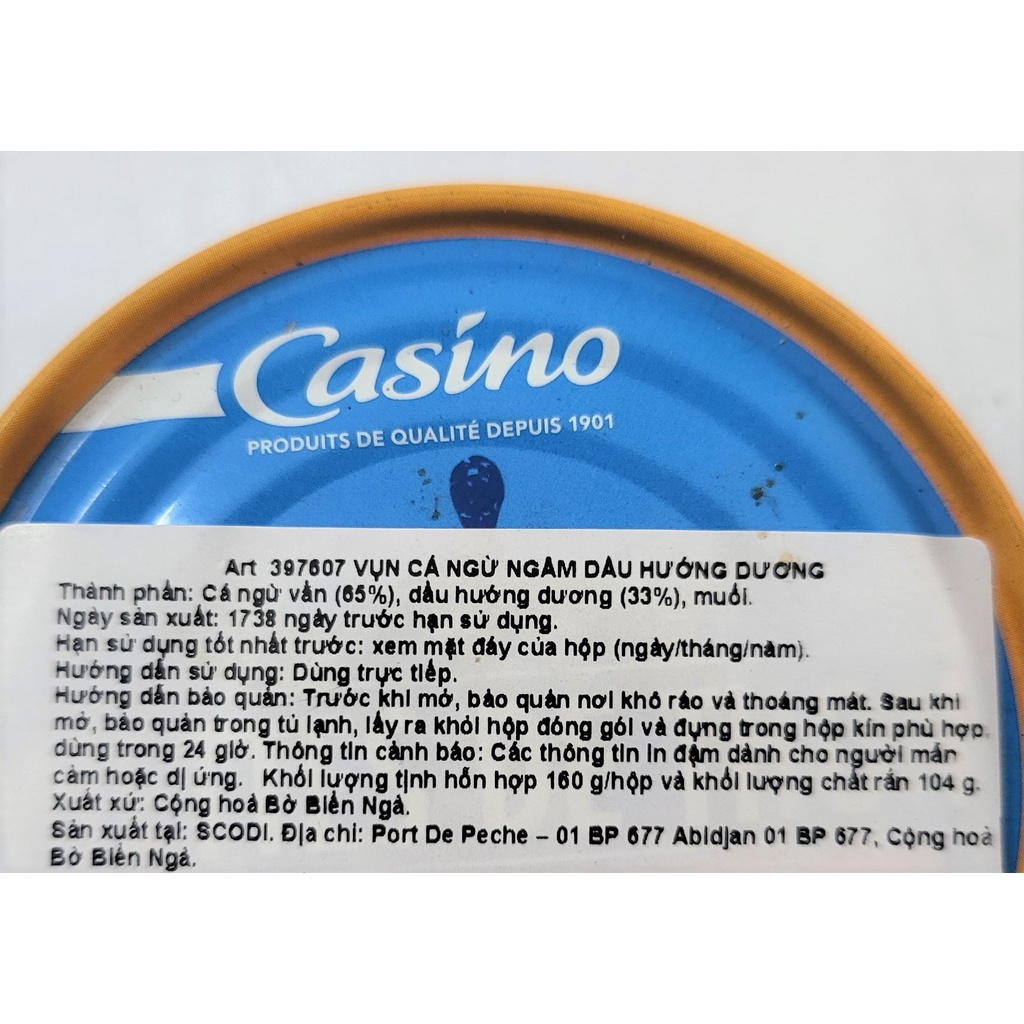 Casino
PRODUITS DE QUALITÉ DEPUIS 1901
Art 397607 VỤN CÁ NGỪ NGÂM DẦU HƯỚNG DƯƠNG
Thành phần: Cá ngừ vằn (65%), dầu hướng dương (33%), muối.
Ngày sản xuất: 1738 ngày trước hạn sử dụng.
Hạn sử dụng tốt nhất trước: xem mặt đáy của hộp (ngày/tháng/năm).
Hướng dẫn sử dụng: Dùng trực tiếp.
Hướng dẫn bảo quản: Trước khi mở, bảo quản nơi khô ráo và thoáng mát. Sau khi
mở, bảo quản trong tủ lạnh, lấy ra khỏi hộp đóng gói và đựng trong hộp kín phù hợp,
dùng trong 24 giờ. Thông tin cảnh báo: Các thông tin in đậm dành cho người mẫn
cảm hoặc dị ứng. Khối lượng tịnh hỗn hợp 160 g/hộp và khối lượng chất rắn 104 g.
Xuất xứ: Cộng hoà Bờ Biển Ngà.
Sản xuất tại: SCODI. Địa chỉ: Port De Peche – 01 BP 677 Abidjan 01 BP 677, Cộng hoà
Bờ Biển Ngà.